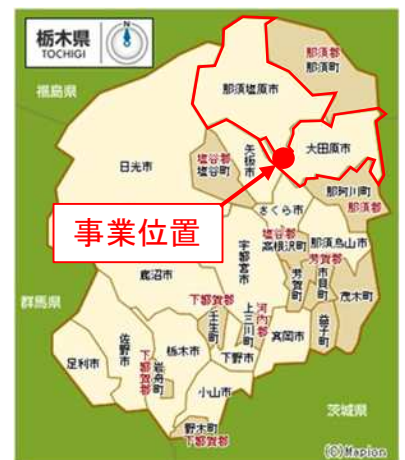 栃木県
TOCHIGI
福島県
那須郡
那須町
那須塩原市
大田原市
矢板市
塩谷郡
塩谷町
日光市
那珂川町
那須郡
さくら市
事業位置
塩谷郡
高根沢町
那須烏山市
芳賀郡
宇都宮市
芳賀町
市貝町
茂木町
鹿沼市
群馬県
下都賀郡
壬生町
河内郡
上三川町
真岡市
益子町
佐野市
栃木市
下野市
足利市
下都賀郡
岩舟町
小山市
野木町
下都賀郡
茨城県
(C)Mapion